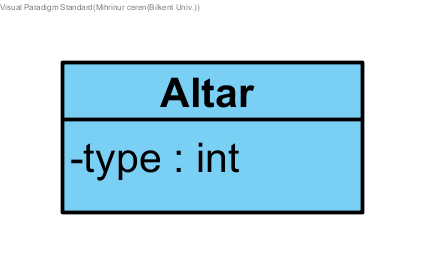 Visual Paradigm Standard(Mihrinur ceren(Bilkent Univ.))
Altar
-type : int